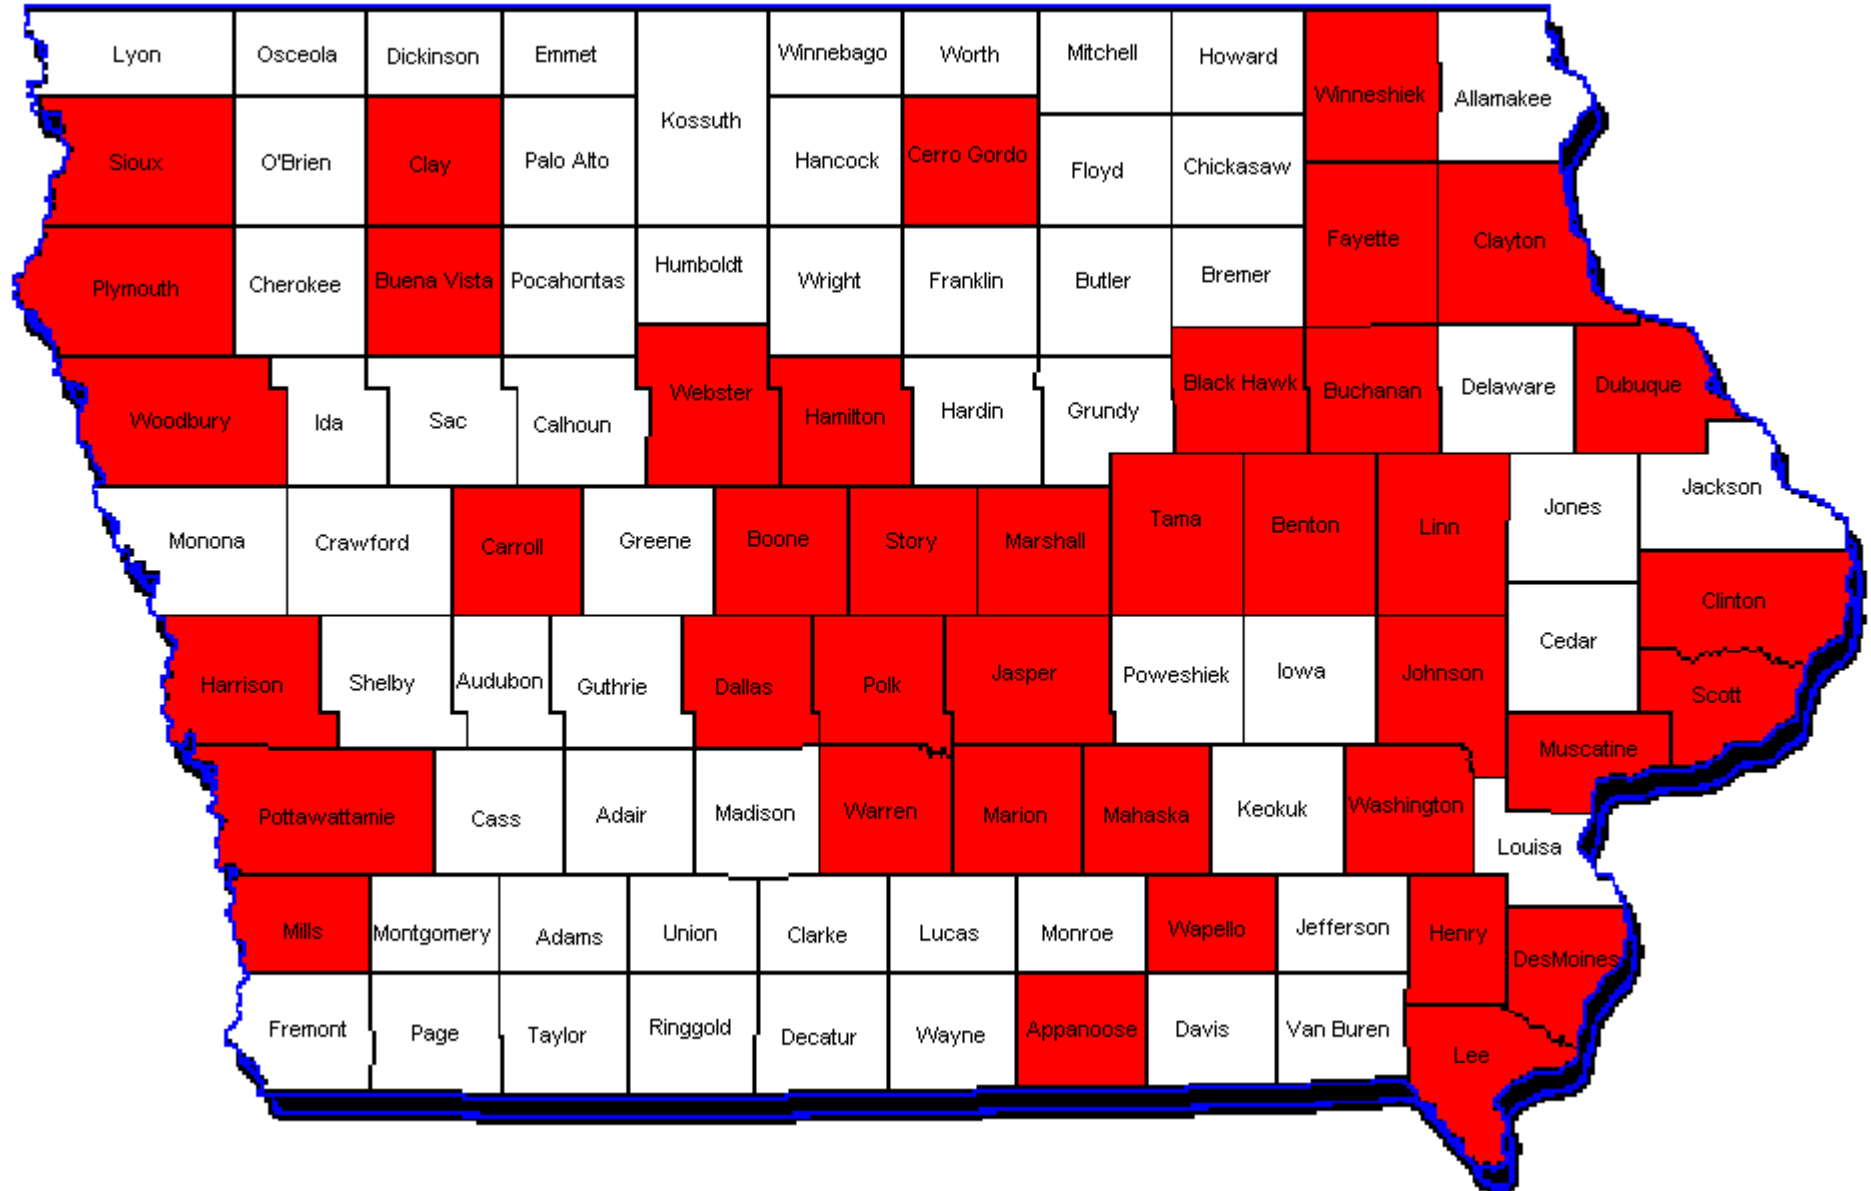 Lyon
Osceola
Dickinson
Emmet
Kossuth
Winnebago
Worth
Mitchell
Howard
Winneshiek
Allamakee
Sioux
O'Brien
Clay
Palo Alto
Hancock
Cerro Gordo
Floyd
Chickasaw
Fayette
Clayton
Plymouth
Cherokee
Buena Vista
Pocahontas
Humboldt
Wright
Franklin
Butler
Bremer
Woodbury
Ida
Sac
Calhoun
Webster
Hamilton
Hardin
Grundy
Black Hawk
Buchanan
Delaware
Dubuque
Monona
Crawford
Carroll
Greene
Boone
Story
Marshall
Tama
Benton
Linn
Jones
Jackson
Clinton
Harrison
Shelby
Audubon
Guthrie
Dallas
Polk
Jasper
Poweshiek
Iowa
Johnson
Cedar
Scott
Muscatine
Pottawattamie
Cass
Adair
Madison
Warren
Marion
Mahaska
Keokuk
Washington
Louisa
Mills
Montgomery
Adams
Union
Clarke
Lucas
Monroe
Wapello
Jefferson
Henry
DesMoines
Fremont
Page
Taylor
Ringgold
Decatur
Wayne
Appanoose
Davis
Van Buren
Lee